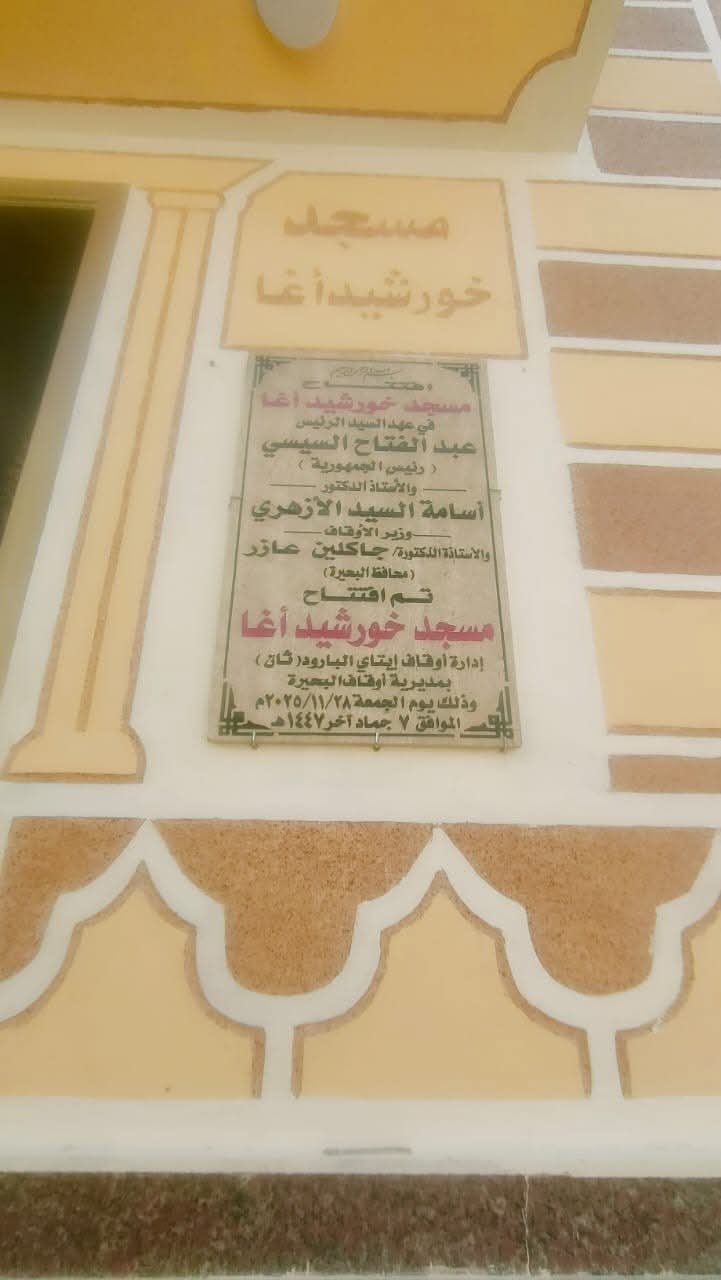 مسجد
خورشيد أغا
بسم الله الرحمن الرحيم
افتتاح
مسجد خورشيد أغا
في عهد السيد الرئيس
عبد الفتاح السيسي
( رئيس الجمهورية )
والأستاذ الدكتور
أسامة السيد الأزهري
وزير الأوقاف
والأستاذة الدكتورة/ جاكلين عازر
(محافظ البحيرة)
تم افتتاح
مسجد خورشيد أغا
إدارة أوقاف إيتاي البارود( ثان )
بمديرية أوقاف البحيرة
وذلك يوم الجمعة ٢٠٢٥/١١/٢٨م
الموافق ٧ جماد آخر ١٤٤٧هـ